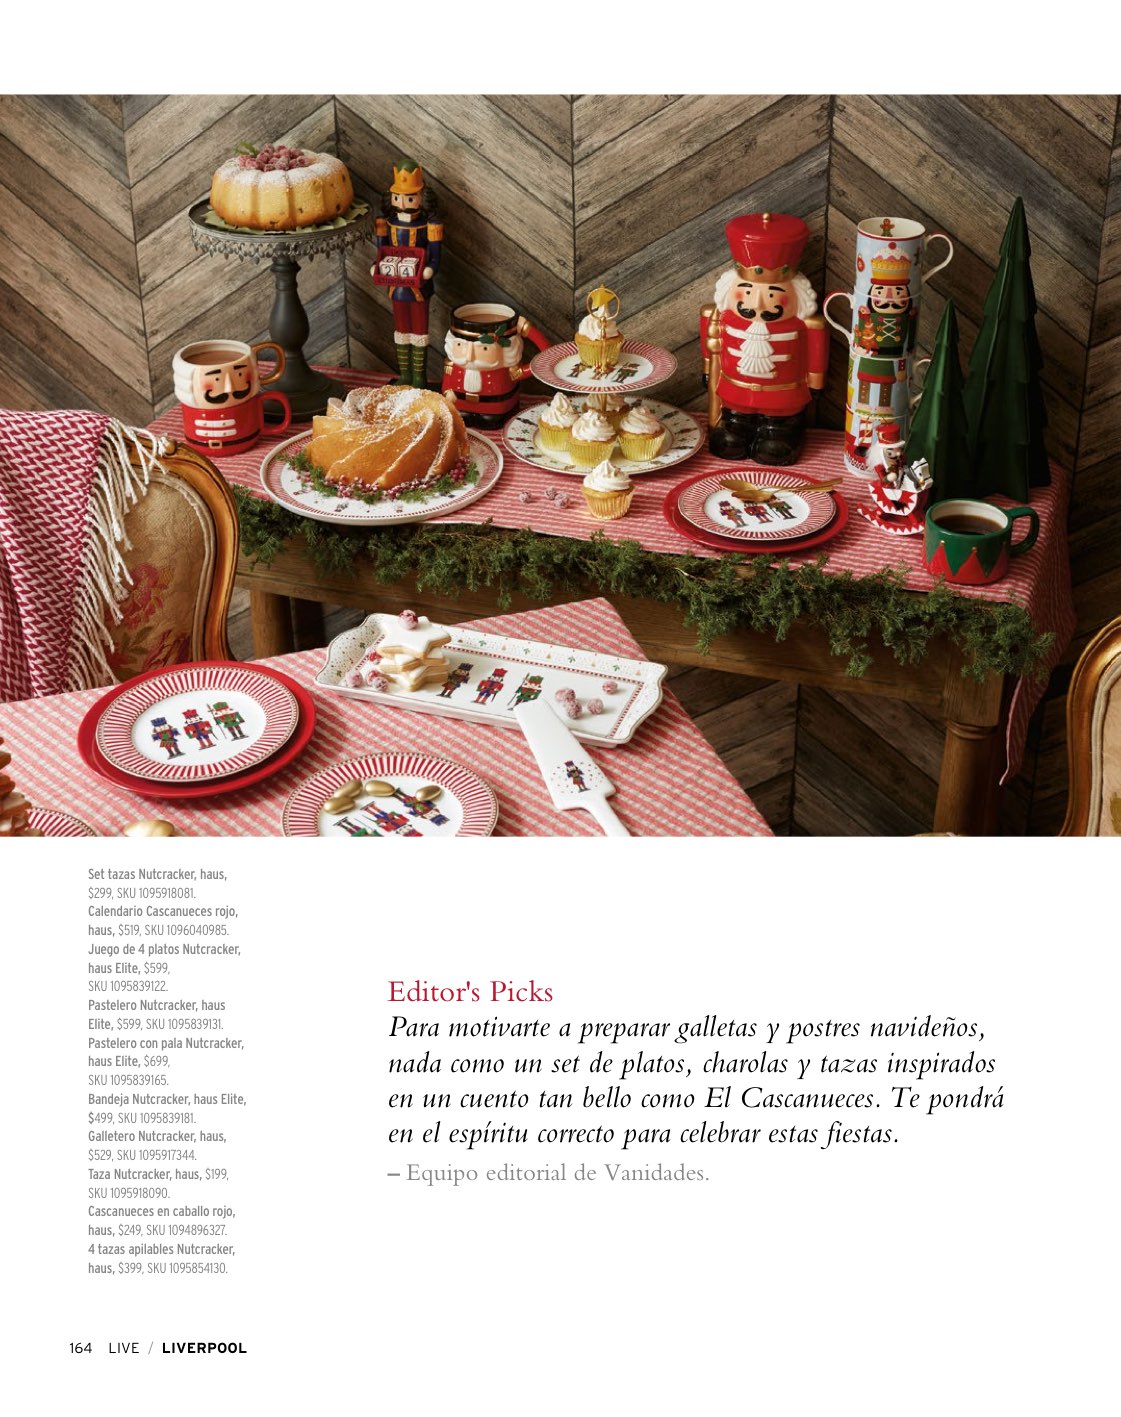 24
Set tazas Nutcracker, haus,
$299, SKU 1095918081.
Calendario Cascanueces rojo,
haus, $519, SKU 1096040985.
Juego de 4 platos Nutcracker,
haus Elite, $599,
SKU 1095839122.
Pastelero Nutcracker, haus
Elite, $599, SKU 1095839131.
Pastelero con pala Nutcracker,
haus Elite, $699,
SKU 1095839165.
Bandeja Nutcracker, haus Elite,
$499, SKU 1095839181.
Galletero Nutcracker, haus,
$529, SKU 1095917344.
Taza Nutcracker, haus, $199,
SKU 1095918090.
Cascanueces en caballo rojo,
haus, $249, SKU 1094896327.
4 tazas apilables Nutcracker,
haus, $399, SKU 1095854130.
Editor's Picks
Para motivarte a preparar galletas y postres navideños,
nada como un set de platos, charolas y tazas inspirados
en un cuento tan bello como El Cascanueces. Te pondrá
en el espíritu correcto para celebrar estas fiestas.
– Equipo editorial de Vanidades.
164 LIVE / LIVERPOOL